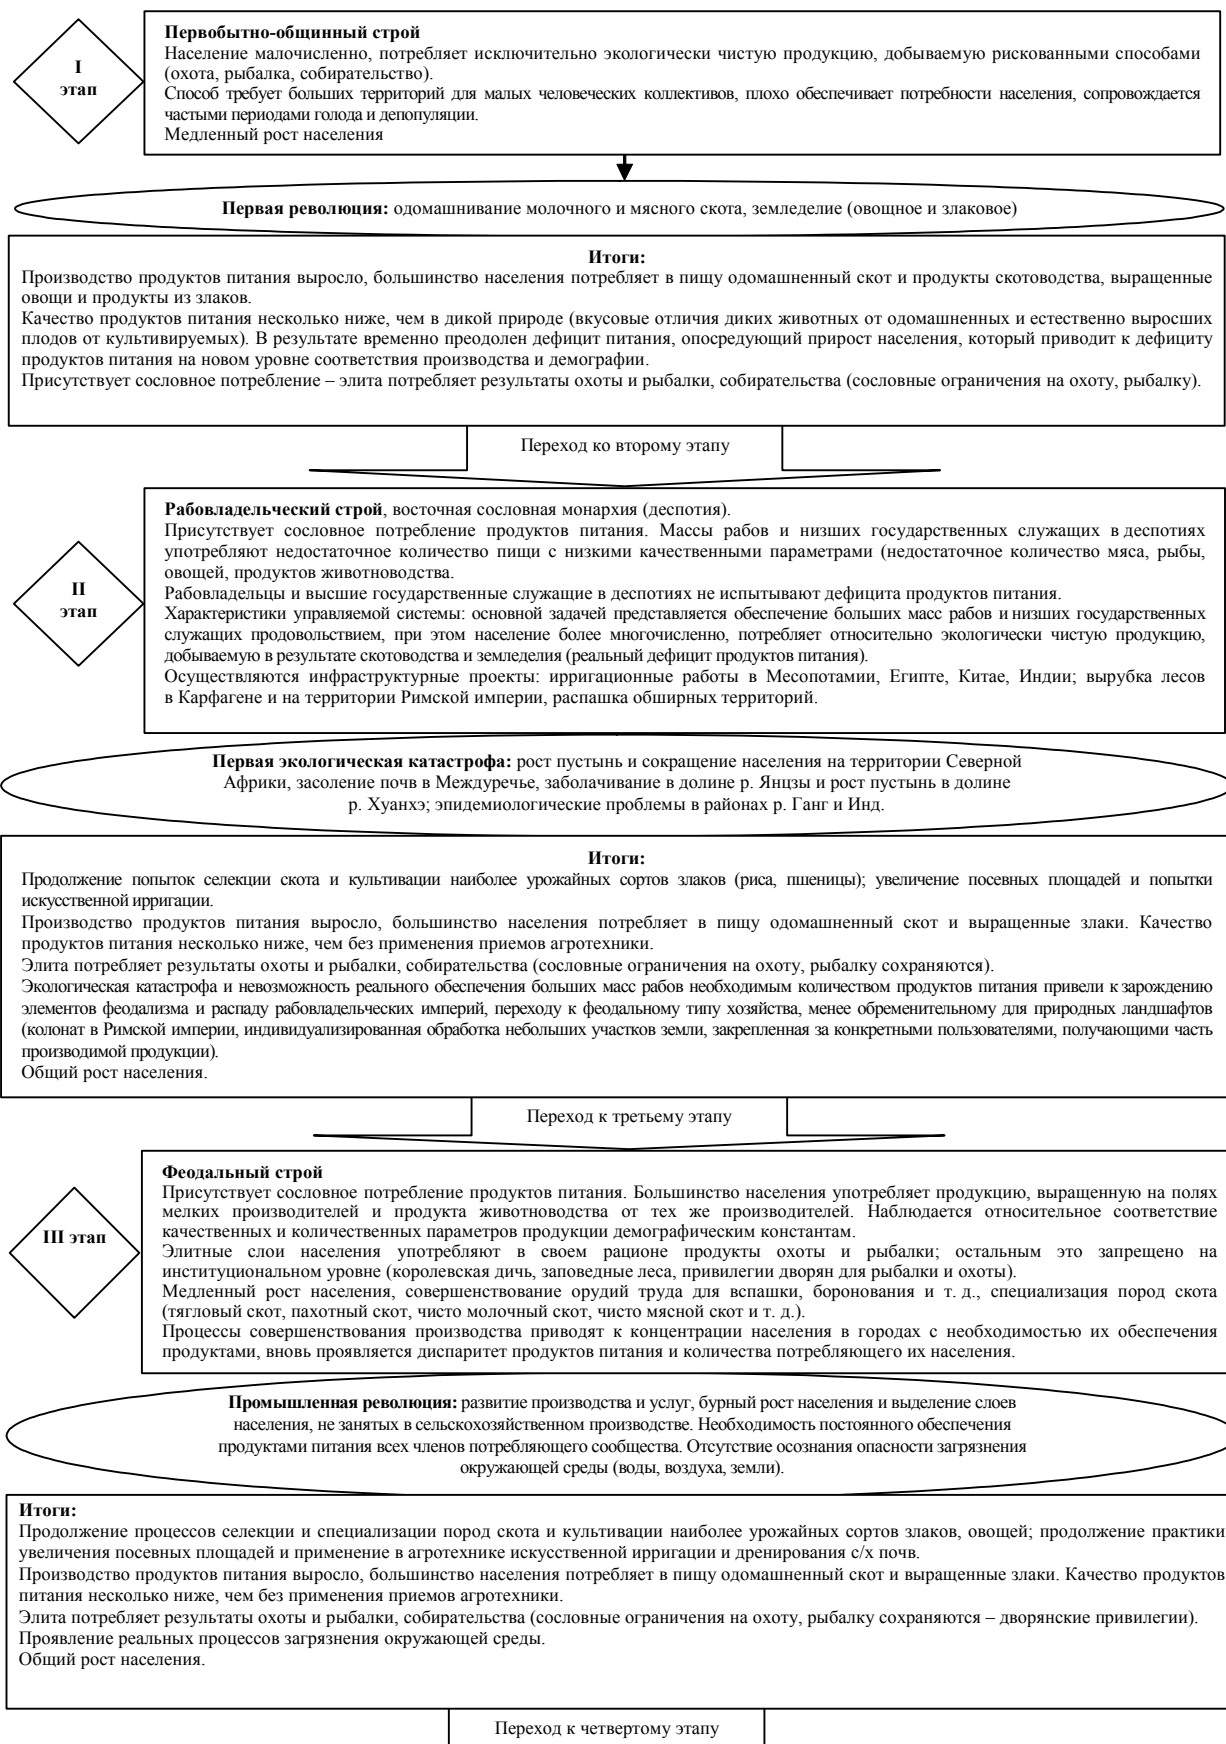 I
этап
Первобытно-общинный строй
Население малочисленно, потребляет исключительно экологически чистую продукцию, добываемую рискованными способами
(охота, рыбалка, собирательство).
Способ требует больших территорий для малых человеческих коллективов, плохо обеспечивает потребности населения, сопровождается
частыми периодами голода и депопуляции.
Медленный рост населения
Первая революция: одомашнивание молочного и мясного скота, земледелие (овощное и злаковое)
Итоги:
Производство продуктов питания выросло, большинство населения потребляет в пищу одомашненный скот и продукты скотоводства, выращенные
овощи и продукты из злаков.
Качество продуктов питания несколько ниже, чем в дикой природе (вкусовые отличия диких животных от одомашненных и естественно выросших
плодов от культивируемых). В результате временно преодолен дефицит питания, опосредующий прирост населения, который приводит к дефициту
продуктов питания на новом уровне соответствия производства и демографии.
Присутствует сословное потребление – элита потребляет результаты охоты и рыбалки, собирательства (сословные ограничения на охоту, рыбалку).
Переход ко второму этапу
II
этап
Рабовладельческий строй, восточная сословная монархия (деспотия).
Присутствует сословное потребление продуктов питания. Массы рабов и низших государственных служащих в деспотиях
употребляют недостаточное количество пищи с низкими качественными параметрами (недостаточное количество мяса, рыбы,
овощей, продуктов животноводства.
Рабовладельцы и высшие государственные служащие в деспотиях не испытывают дефицита продуктов питания.
Характеристики управляемой системы: основной задачей представляется обеспечение больших масс рабов и низших государственных
служащих продовольствием, при этом население более многочисленно, потребляет относительно экологически чистую продукцию,
добываемую в результате скотоводства и земледелия (реальный дефицит продуктов питания).
Осуществляются инфраструктурные проекты: ирригационные работы в Месопотамии, Египте, Китае, Индии; вырубка лесов
в Карфагене и на территории Римской империи, распашка обширных территорий.
Первая экологическая катастрофа: рост пустынь и сокращение населения на территории Северной
Африки, засоление почв в Междуречье, заболачивание в долине р. Янцзы и рост пустынь в долине
р. Хуанхэ; эпидемиологические проблемы в районах р. Ганг и Инд.
Итоги:
Продолжение попыток селекции скота и культивации наиболее урожайных сортов злаков (риса, пшеницы); увеличение посевных площадей и попытки
искусственной ирригации.
Производство продуктов питания выросло, большинство населения потребляет в пищу одомашненный скот и выращенные злаки. Качество
продуктов питания несколько ниже, чем без применения приемов агротехники.
Элита потребляет результаты охоты и рыбалки, собирательства (сословные ограничения на охоту, рыбалку сохраняются).
Экологическая катастрофа и невозможность реального обеспечения больших масс рабов необходимым количеством продуктов питания привели к зарождению
элементов феодализма и распаду рабовладельческих империй, переходу к феодальному типу хозяйства, менее обременительному для природных ландшафтов
(колонат в Римской империи, индивидуализированная обработка небольших участков земли, закрепленная за конкретными пользователями, получающими часть
производимой продукции).
Общий рост населения.
Переход к третьему этапу
III этап
Феодальный строй
Присутствует сословное потребление продуктов питания. Большинство населения употребляет продукцию, выращенную на полях
мелких производителей и продукта животноводства от тех же производителей. Наблюдается относительное соответствие
качественных и количественных параметров продукции демографическим константам.
Элитные слои населения употребляют в своем рационе продукты охоты и рыбалки; остальным это запрещено на
институциональном уровне (королевская дичь, заповедные леса, привилегии дворян для рыбалки и охоты).
Медленный рост населения, совершенствование орудий труда для вспашки, боронования и т. д., специализация пород скота
(тягловый скот, пахотный скот, чисто молочный скот, чисто мясной скот и т. д.).
Процессы совершенствования производства приводят к концентрации населения в городах с необходимостью их обеспечения
продуктами, вновь проявляется диспаритет продуктов питания и количества потребляющего их населения.
Промышленная революция: развитие производства и услуг, бурный рост населения и выделение слоев
населения, не занятых в сельскохозяйственном производстве. Необходимость постоянного обеспечения
продуктами питания всех членов потребляющего сообщества. Отсутствие осознания опасности загрязнения
окружающей среды (воды, воздуха, земли).
Итоги:
Продолжение процессов селекции и специализации пород скота и культивации наиболее урожайных сортов злаков, овощей; продолжение практики
увеличения посевных площадей и применение в агротехнике искусственной ирригации и дренирования с/х почв.
Производство продуктов питания выросло, большинство населения потребляет в пищу одомашненный скот и выращенные злаки. Качество продуктов
питания несколько ниже, чем без применения приемов агротехники.
Элита потребляет результаты охоты и рыбалки, собирательства (сословные ограничения на охоту, рыбалку сохраняются – дворянские привилегии).
Проявление реальных процессов загрязнения окружающей среды.
Общий рост населения.
Переход к четвертому этапу